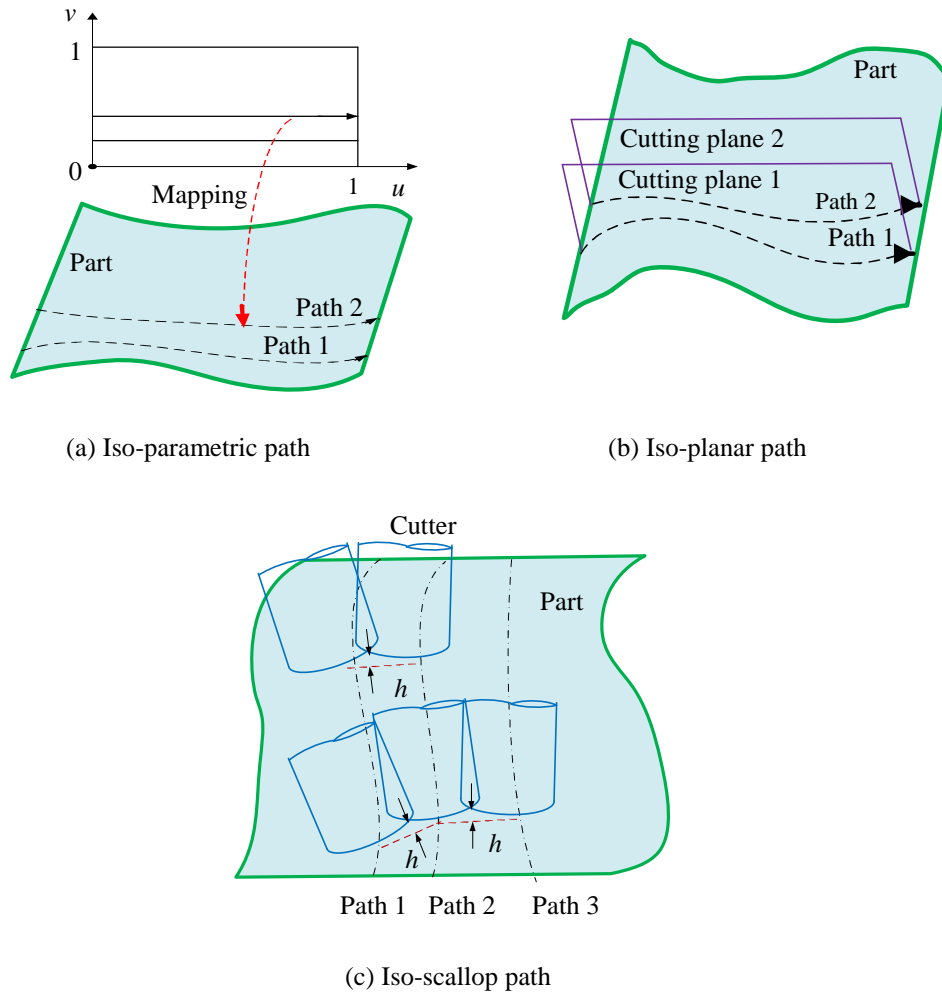 v
1
0
Mapping
1
u
Part
Path 2
Path 1
(a) Iso-parametric path
Part
Cutting plane 2
Cutting plane 1
Path 2
Path 1
(b) Iso-planar path
Cutter
Part
h
h
h
Path 1 Path 2 Path 3
(c) Iso-scallop path